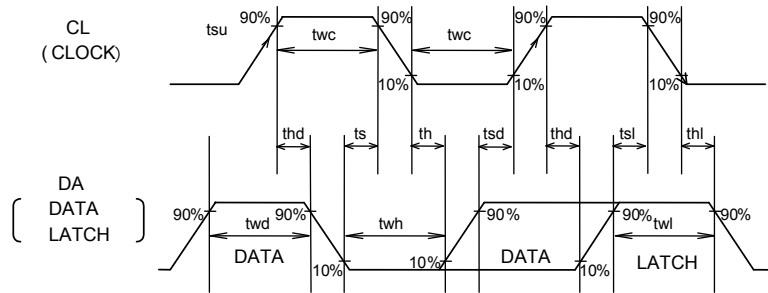 CL
(CLOCK)
tsu
90%
twc
90%
twc
90%
90%
10%
10%
10%
thd
ts
th
tsd
thd
tsl
thl
DA
DATA
LATCH
90%
twd
90%
twh
90%
90%
twl
90%
DATA
10%
10%
DATA
10%
LATCH